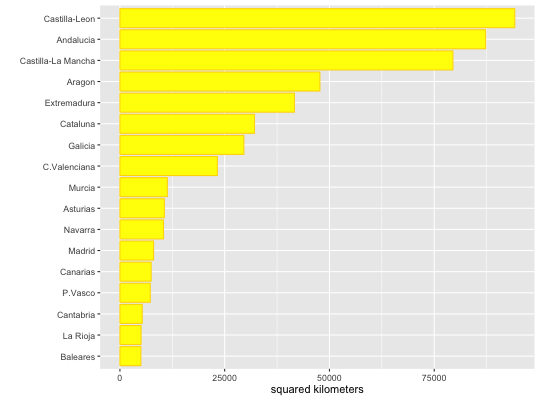 Castilla-Leon
Andalucia
Castilla-La Mancha
Aragon
Extremadura
Cataluna
Galicia
C.Valenciana
Murcia
Asturias
Navarra
Madrid
Canarias
P.Vasco
Cantabria
La Rioja
Baleares
0 25000 50000 75000
squared kilometers